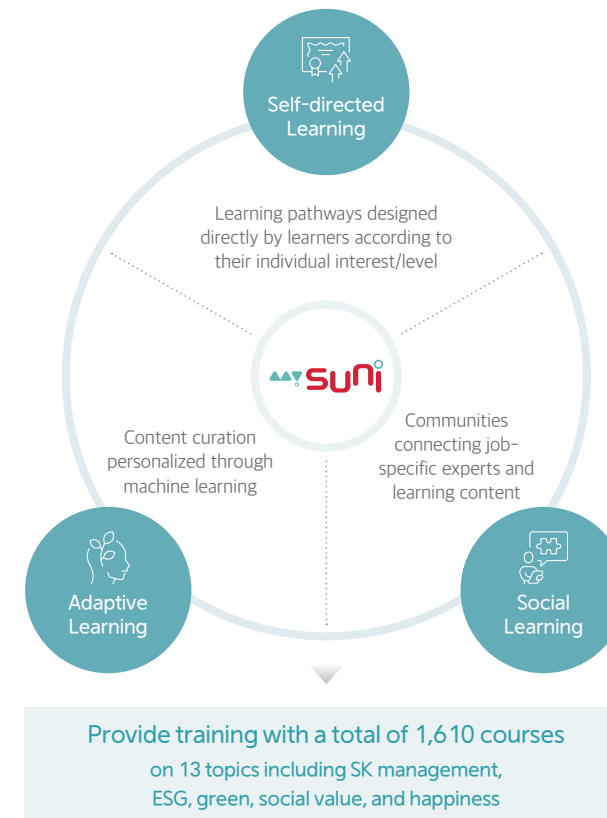 Self-directed
Learning
Learning pathways designed
directly by learners according to
their individual interest/level
mySUNI
Content curation
personalized through
machine learning
Communities
connecting job-
specific experts and
learning content
Adaptive
Learning
Social
Learning
Provide training with a total of 1,610 courses
on 13 topics including SK management,
ESG, green, social value, and happiness